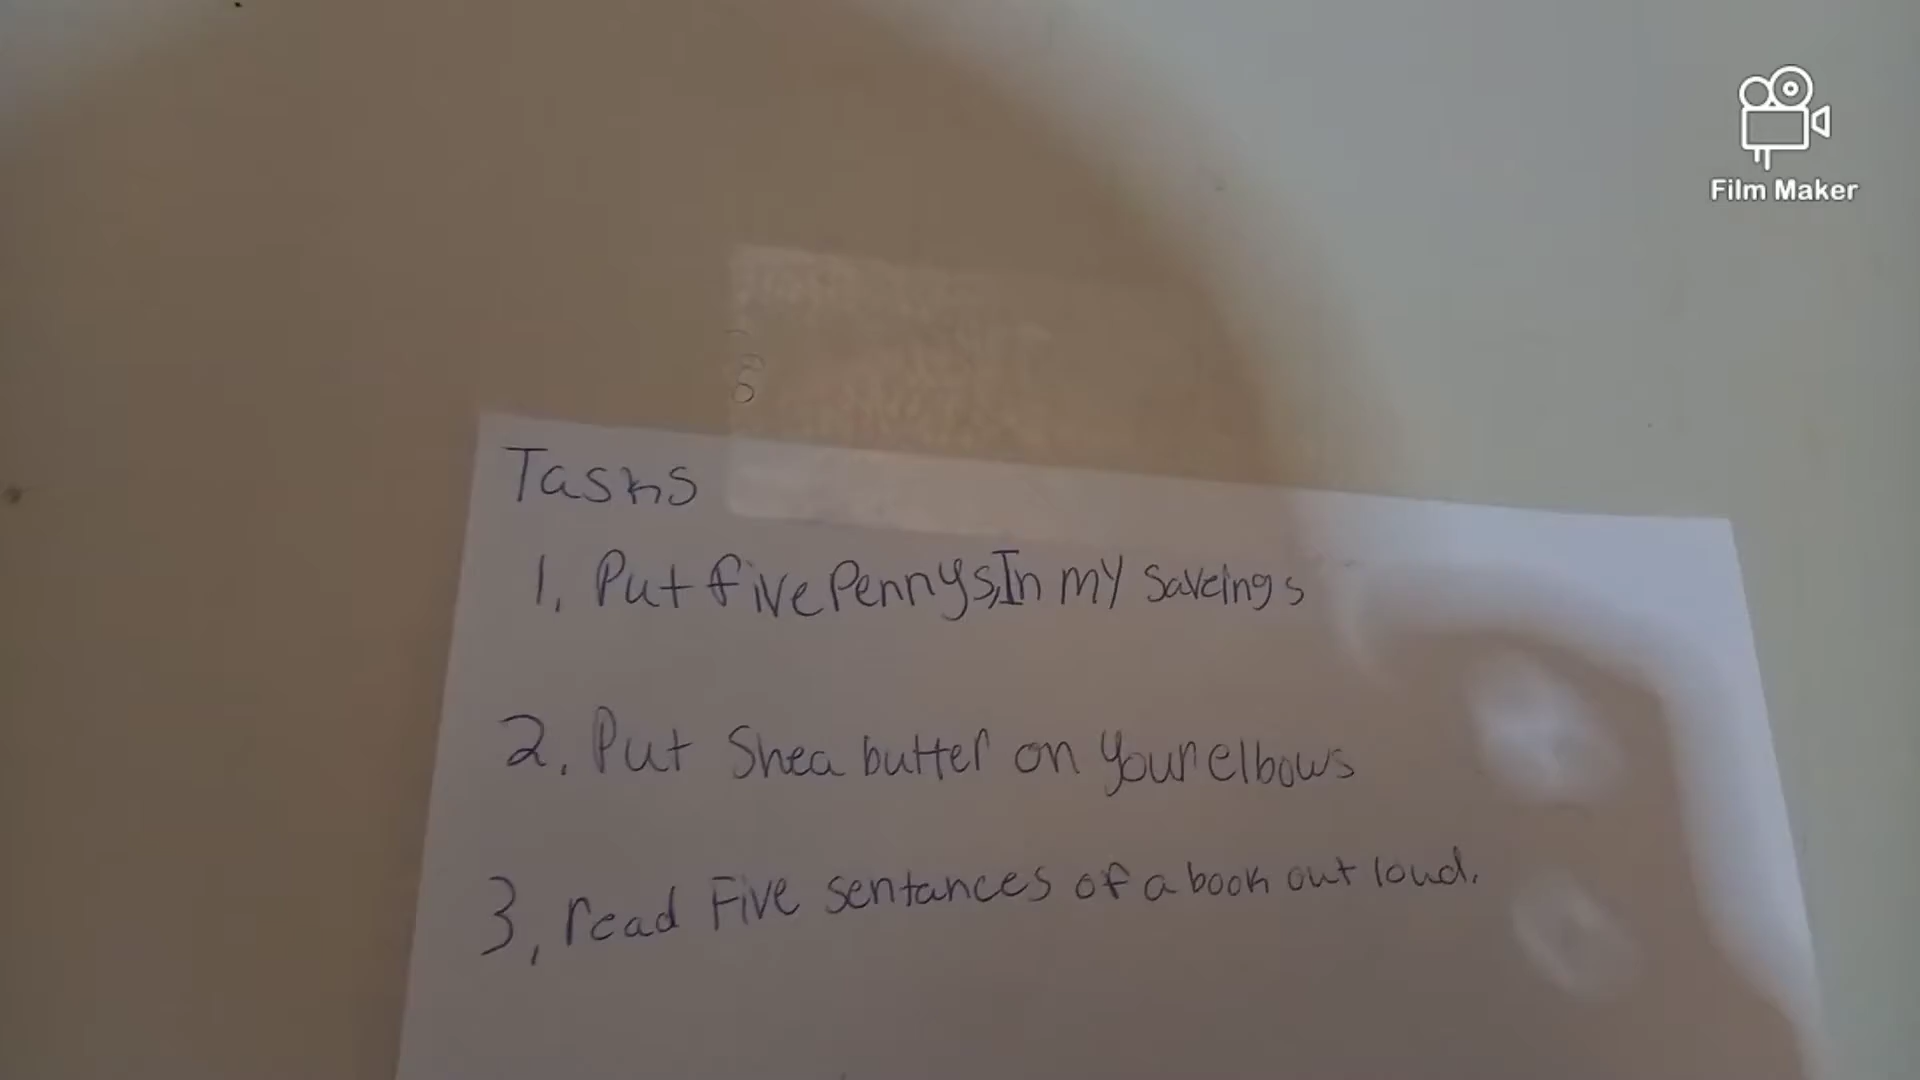 Film Maker
Tasks
1. Put five Pennys,In my saveings
2. Put Shea butter on your elbows
3, read Five sentances of a book out loud.